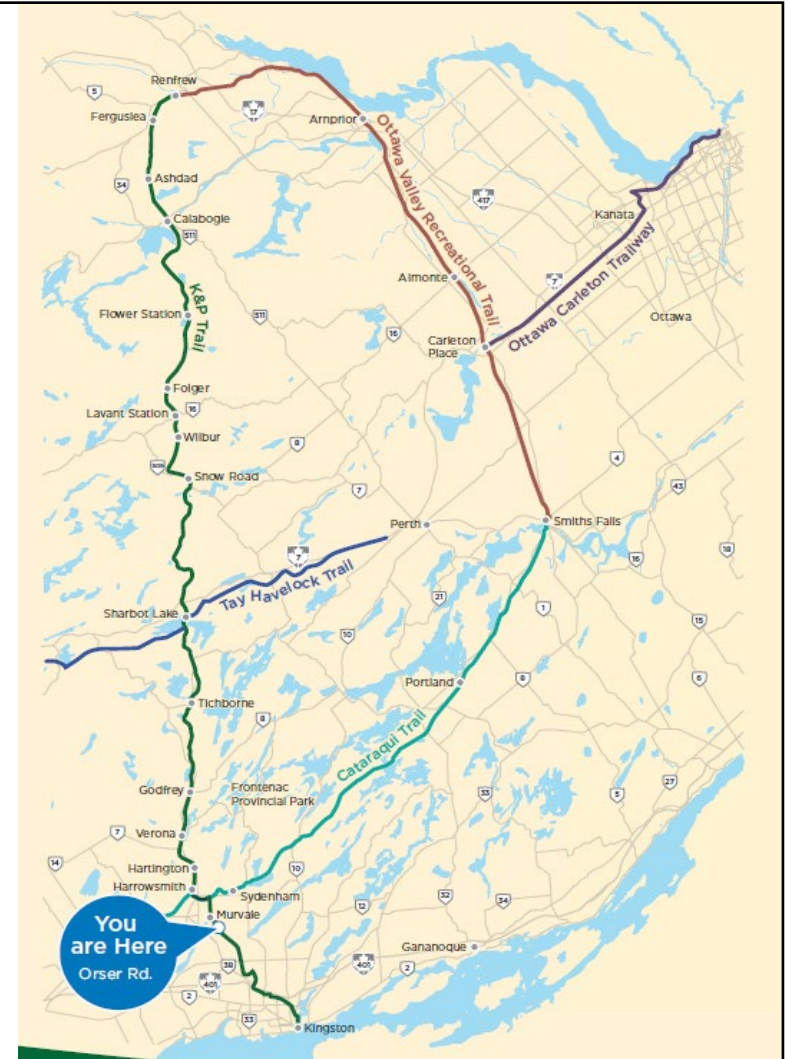 Renfrew
5
17
Ferguslea
Arnprior
Ottawa Valley Recreational Trail
Ashdad
34
417
Calabogie
511
Kanata
K&P Trail
7
Ottawa Carleton Trailway
Almonte
Flower Station
511
Ottawa
16
Carleton
Place
Folger
Lavant Station
16
Wilbur
8
4
509
Snow Road
7
43
Perth
Smiths Falls
7
16
18
Tay Havelock Trail
21
1
Sharbot Lake
10
15
Portland
8
6
Tichborne
8
Cataraqui Trail
27
Godfrey
Frontenac
Provincial Park
33
5
7
Verona
14
Hartington
10
Harrowsmith
Sydenham
32
34
12
Murvale
You
are Here
Orser Rd.
Gananoque
38
401
2
401
2
33
Kingston